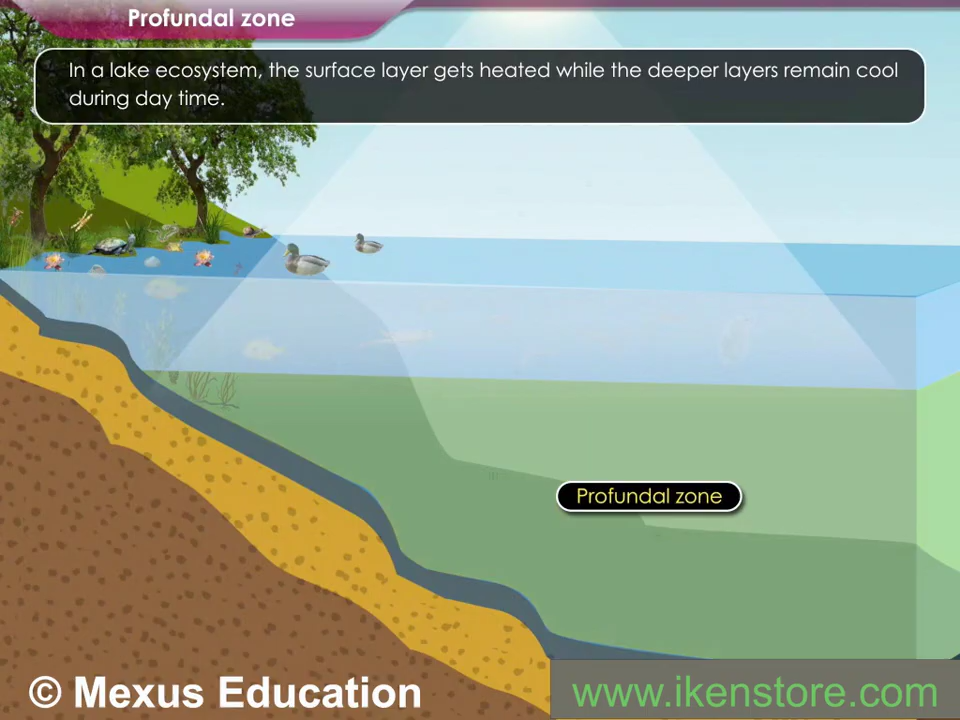 Profundal zone
In a lake ecosystem, the surface layer gets heated while the deeper layers remain cool
during day time.
Profundal zone
© Mexus Education
www.ikenstore.com